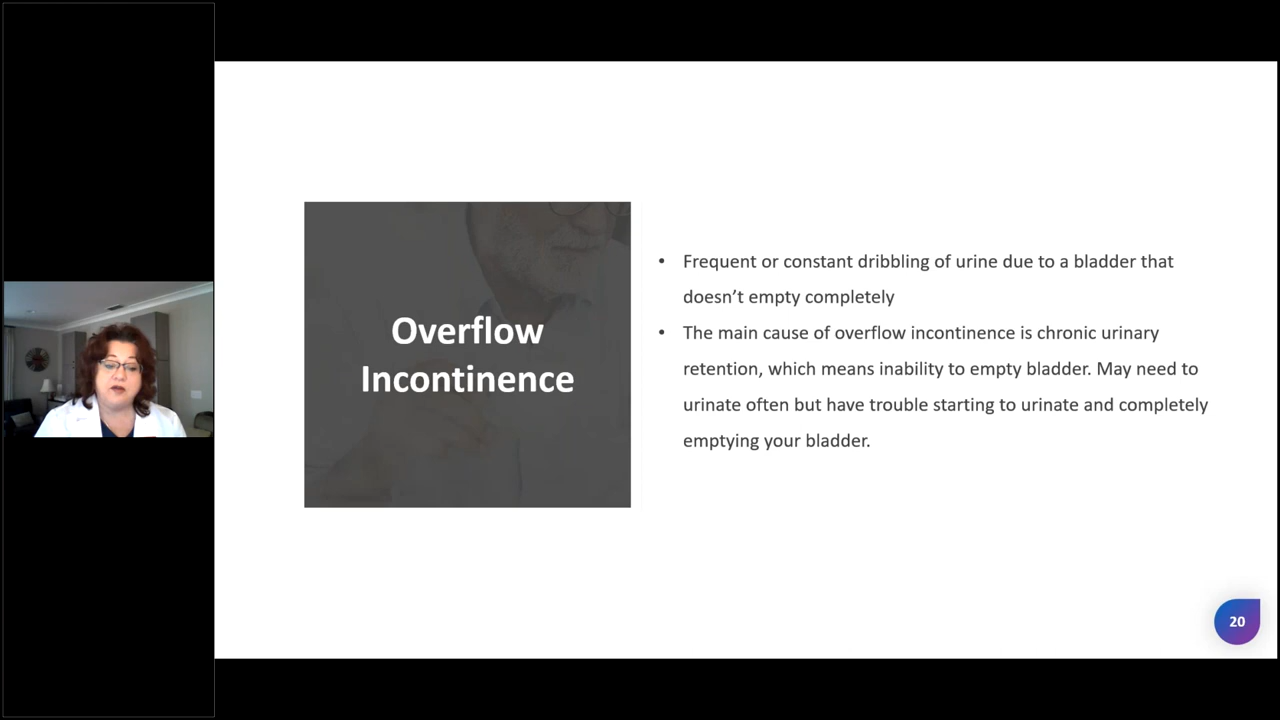 Overflow
Incontinence
• Frequent or constant dribbling of urine due to a bladder that
doesn’t empty completely
• The main cause of overflow incontinence is chronic urinary
retention, which means inability to empty bladder. May need to
urinate often but have trouble starting to urinate and completely
emptying your bladder.
20